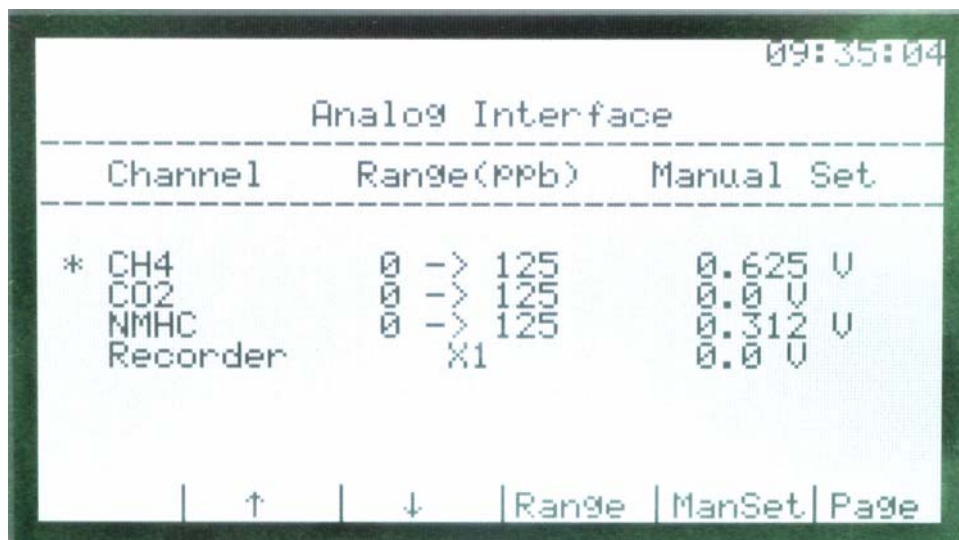 09:35:04
Analog Interface
Channel Range(ppb) Manual Set
* CH4 0 -> 125 0.625 V
CO2 0 -> 125 0.0 V
NMHC 0 -> 125 0.312 V
Recorder X1 0.0 V
↑ | ↓ | Range | ManSet | Page